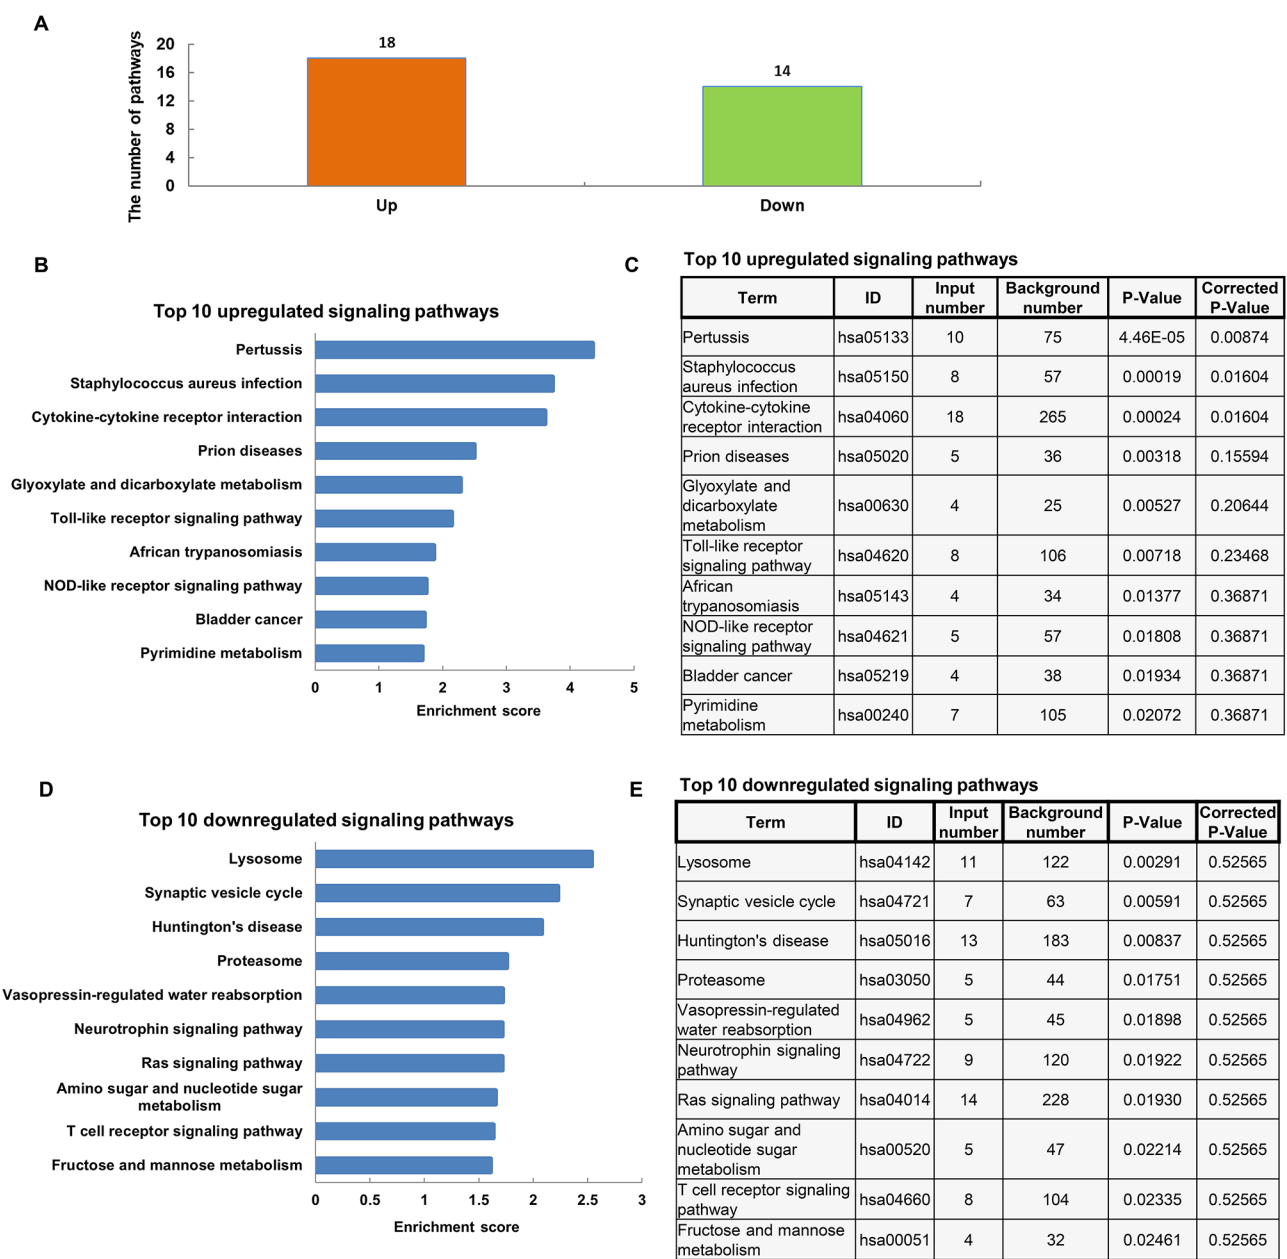 A
The number of pathways
20
16
12
8
4
0
18
14
Up
Down
B
Top 10 upregulated signaling pathways
Pertussis
Staphylococcus aureus infection
Cytokine-cytokine receptor interaction
Prion diseases
Glyoxylate and dicarboxylate metabolism
Toll-like receptor signaling pathway
African trypanosomiasis
NOD-like receptor signaling pathway
Bladder cancer
Pyrimidine metabolism
0 1 2 3 4 5
Enrichment score
C
Top 10 upregulated signaling pathways
Term ID Input number Background number P-Value Corrected P-Value
Pertussis hsa05133 10 75 4.46E-05 0.00874
Staphylococcus aureus infection hsa05150 8 57 0.00019 0.01604
Cytokine-cytokine receptor interaction hsa04060 18 265 0.00024 0.01604
Prion diseases hsa05020 5 36 0.00318 0.15594
Glyoxylate and dicarboxylate metabolism hsa00630 4 25 0.00527 0.20644
Toll-like receptor signaling pathway hsa04620 8 106 0.00718 0.23468
African trypanosomiasis hsa05143 4 34 0.01377 0.36871
NOD-like receptor signaling pathway hsa04621 5 57 0.01808 0.36871
Bladder cancer hsa05219 4 38 0.01934 0.36871
Pyrimidine metabolism hsa00240 7 105 0.02072 0.36871
D
Top 10 downregulated signaling pathways
Lysosome
Synaptic vesicle cycle
Huntington's disease
Proteasome
Vasopressin-regulated water reabsorption
Neurotrophin signaling pathway
Ras signaling pathway
Amino sugar and nucleotide sugar
metabolism
T cell receptor signaling pathway
Fructose and mannose metabolism
0 0.5 1 1.5 2 2.5 3
Enrichment score
E
Top 10 downregulated signaling pathways
Term ID Input number Background number P-Value Corrected P-Value
Lysosome hsa04142 11 122 0.00291 0.52565
Synaptic vesicle cycle hsa04721 7 63 0.00591 0.52565
Huntington's disease hsa05016 13 183 0.00837 0.52565
Proteasome hsa03050 5 44 0.01751 0.52565
Vasopressin-regulated water reabsorption hsa04962 5 45 0.01898 0.52565
Neurotrophin signaling pathway hsa04722 9 120 0.01922 0.52565
Ras signaling pathway hsa04014 14 228 0.01930 0.52565
Amino sugar and nucleotide sugar metabolism hsa00520 5 47 0.02214 0.52565
T cell receptor signaling pathway hsa04660 8 104 0.02335 0.52565
Fructose and mannose metabolism hsa00051 4 32 0.02461 0.52565